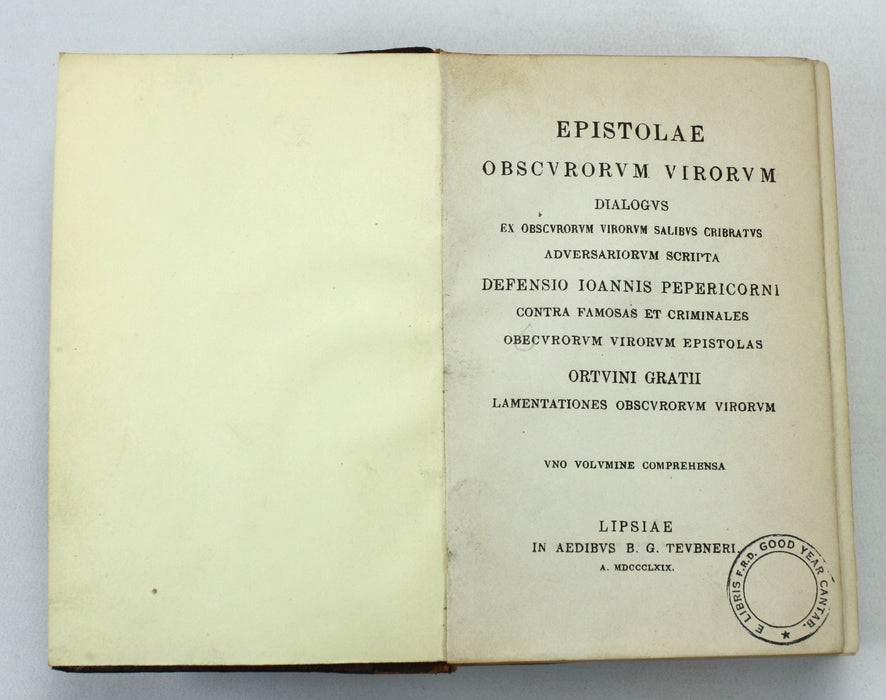 EPISTOLAE
OBSCVRORVM VIRORVM
DIALOGVS
EX OBSCVRORVM VIRORVM SALIBVS CRIBRATVS
ADVERSARIORVM SCRIPTA
DEFENSIO IOANNIS PEPERICORNI
CONTRA FAMOSAS ET CRIMINALES
OBECVRORVM VIRORVM EPISTOLAS
ORTVINI GRATII
LAMENTATIONES OBSCVRORVM VIRORVM
VNO VOLVMINE COMPREHENSA
LIPSIAE
IN AEDIBVS B. G. TEVBNERI.
A. MDCCCLXIX.
E LIBRIS F.R.D. GOOD YEAR CANTAB. ★